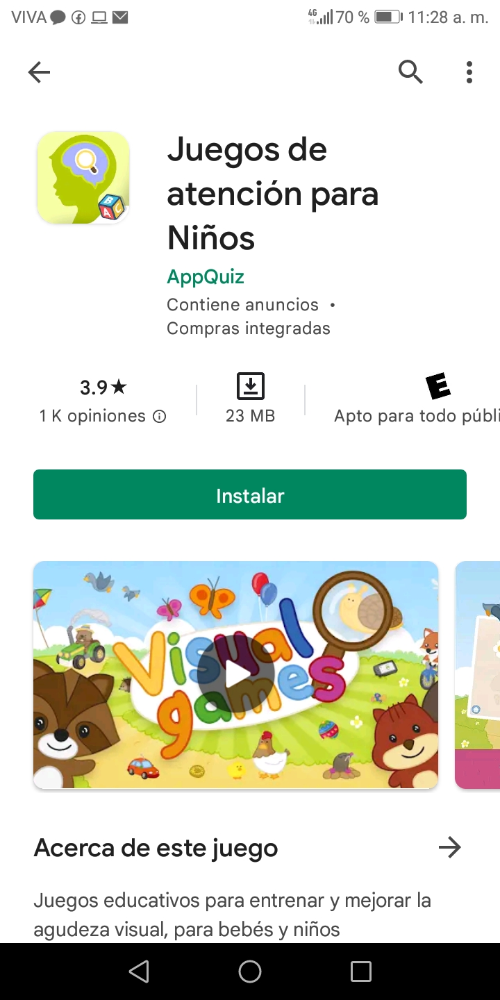 VIVA 4G 70 % 11:28 a. m.
Juegos de
atención para
Niños
AppQuiz
Contiene anuncios •
Compras integradas
3.9★
1 K opiniones
23 MB
E
Apto para todo públi
Instalar
Visual
games
Acerca de este juego
Juegos educativos para entrenar y mejorar la
agudeza visual, para bebés y niños